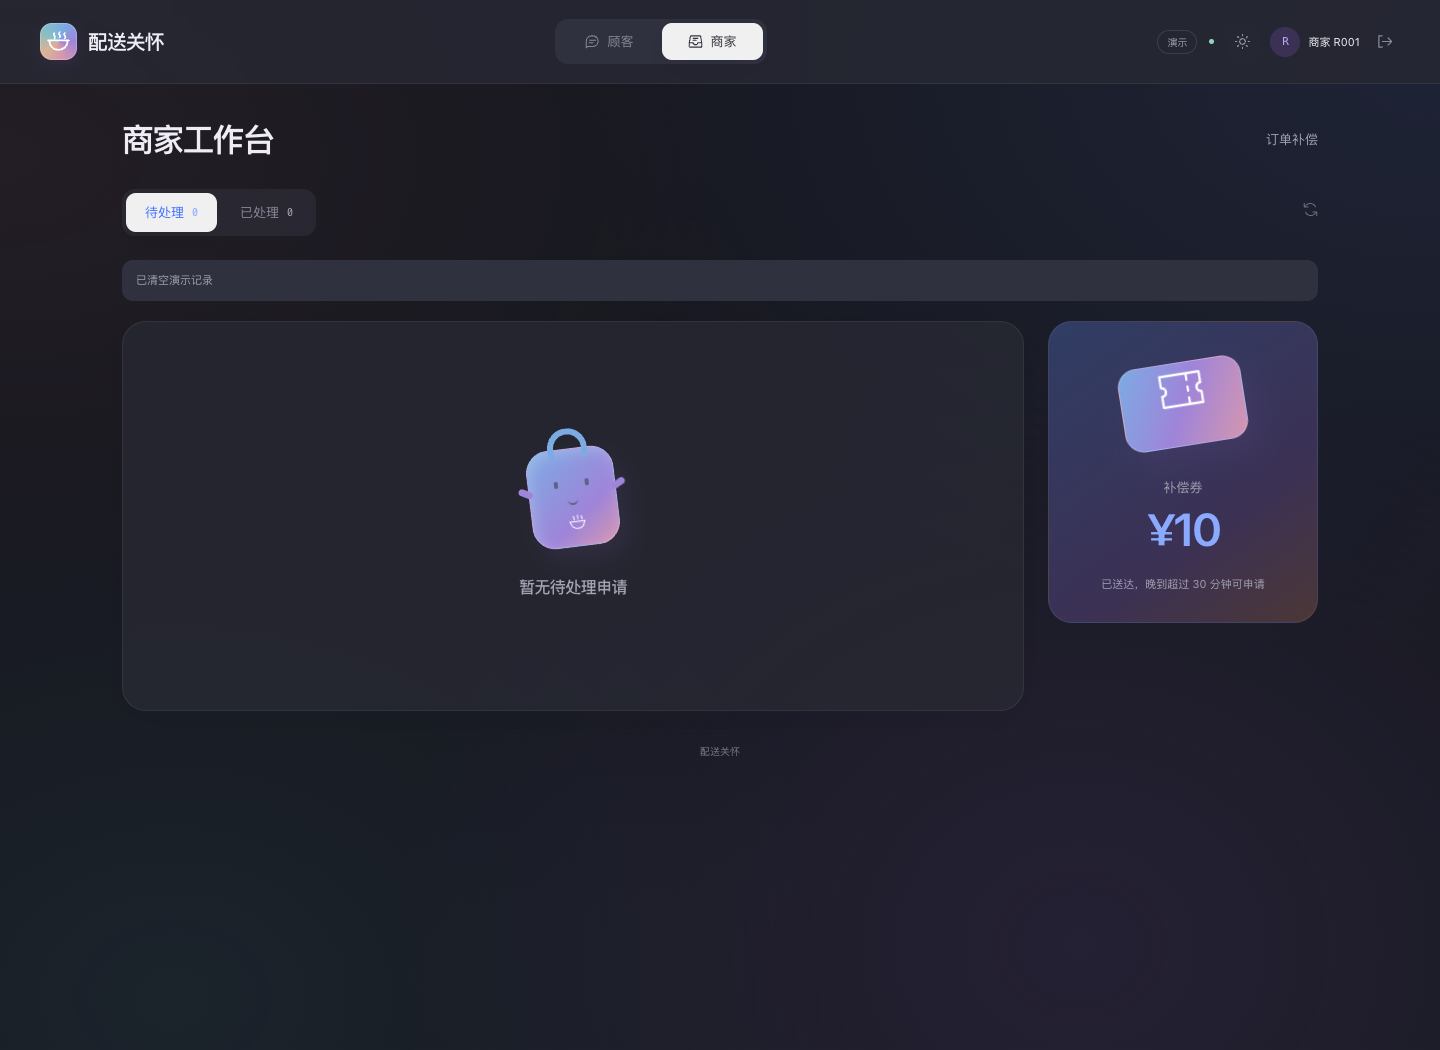 配送关怀
顾客
商家
演示
R
商家 R001
商家工作台
订单补偿
待处理 0
已处理 0
已清空演示记录
暂无待处理申请
补偿券
¥10
已送达，晚到超过 30 分钟可申请
配送关怀